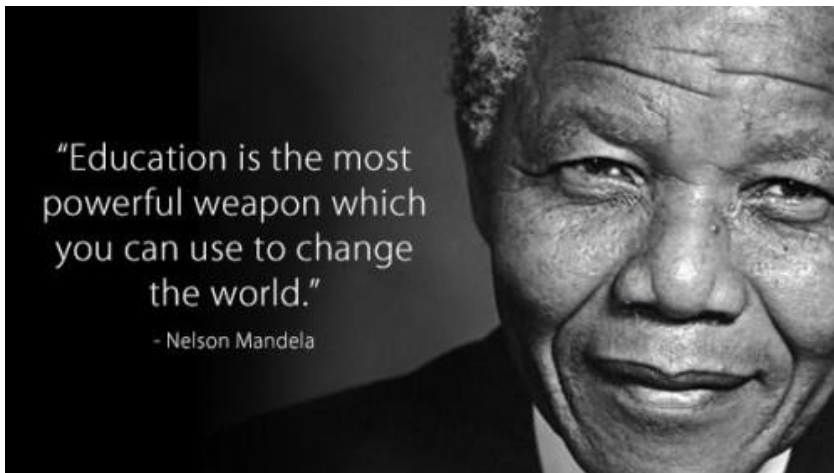 “Education is the most
powerful weapon which
you can use to change
the world.”
- Nelson Mandela